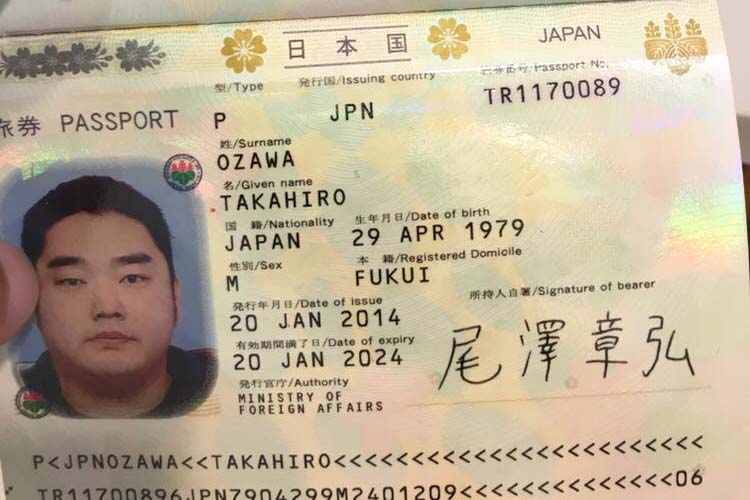 日本国
JAPAN
型/Type 発行国/Issuing country 旅券番号/Passport No.
旅券 PASSPORT P JPN TR1170089
姓/Surname
OZAWA
名/Given name
TAKAHIRO
国 籍/Nationality 生年月日/Date of birth
JAPAN 29 APR 1979
性別/Sex 本 籍/Registered Domicile
M FUKUI
発行年月日/Date of issue 所持人自署/Signature of bearer
20 JAN 2014
有効期間満了日/Date of expiry
20 JAN 2024
尾澤章弘
発行官庁/Authority
MINISTRY OF
FOREIGN AFFAIRS
P<JPNOZAWA<<TAKAHIRO<<<<<<<<<<<<<<<<<<<<<<<<
TR11700896JPN7904299M2401209<<<<<<<<<<<<<<06